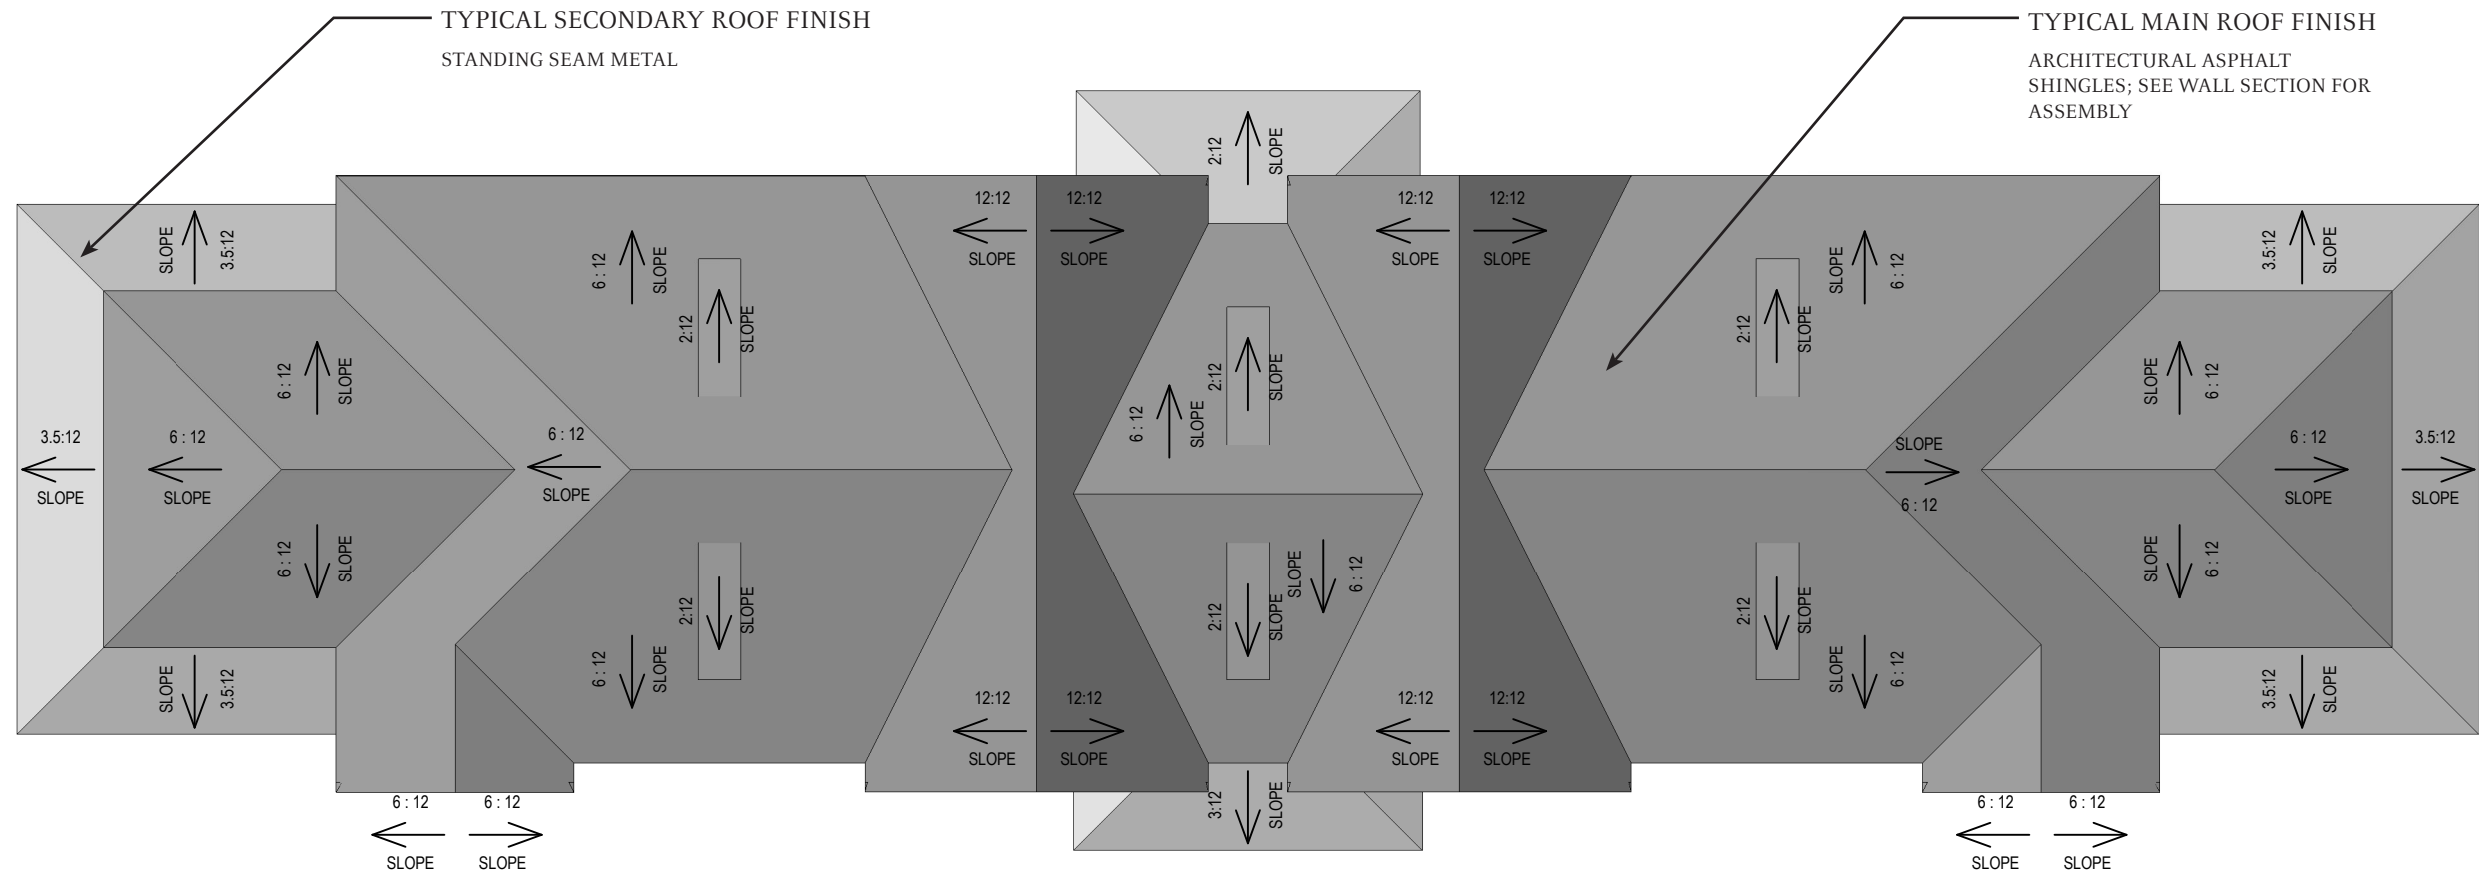 TYPICAL SECONDARY ROOF FINISH
STANDING SEAM METAL
TYPICAL MAIN ROOF FINISH
ARCHITECTURAL ASPHALT
SHINGLES; SEE WALL SECTION FOR
ASSEMBLY
2:12
SLOPE
12:12
SLOPE
12:12
SLOPE
12:12
SLOPE
12:12
SLOPE
SLOPE
3.5:12
6 : 12
SLOPE
2:12
SLOPE
2:12
SLOPE
SLOPE
6 : 12
3.5:12
SLOPE
6 : 12
SLOPE
2:12
SLOPE
6 : 12
SLOPE
SLOPE
6 : 12
3.5:12
SLOPE
6 : 12
SLOPE
6 : 12
SLOPE
SLOPE
6 : 12
6 : 12
SLOPE
3.5:12
SLOPE
6 : 12
SLOPE
2:12
SLOPE
2:12
SLOPE
SLOPE
6 : 12
2:12
SLOPE
SLOPE
6 : 12
SLOPE
3.5:12
6 : 12
SLOPE
SLOPE
6 : 12
3.5:12
SLOPE
12:12
SLOPE
12:12
SLOPE
12:12
SLOPE
12:12
SLOPE
3:12
SLOPE
6 : 12
SLOPE
6 : 12
SLOPE
6 : 12
SLOPE
6 : 12
SLOPE